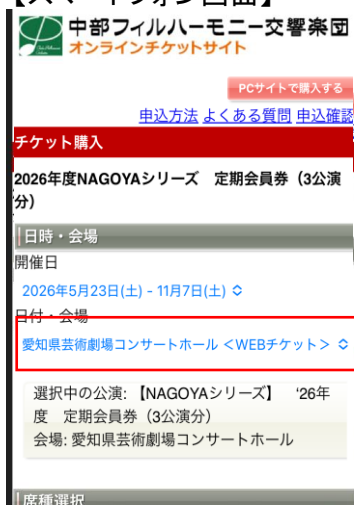 【スマートフォン画面】
中部フィルハーモニー交響楽団
オンラインチケットサイト
PCサイトで購入する
申込方法 よくある質問 申込確認
チケット購入
2026年度NAGOYAシリーズ　定期会員券（3公演
分）
日時・会場
開催日
2026年5月23日(土) - 11月7日(土)
日付・会場
愛知県芸術劇場コンサートホール ＜WEBチケット＞
選択中の公演: 【NAGOYAシリーズ】　‘26年
度　定期会員券（3公演分）
会場: 愛知県芸術劇場コンサートホール
席種選択